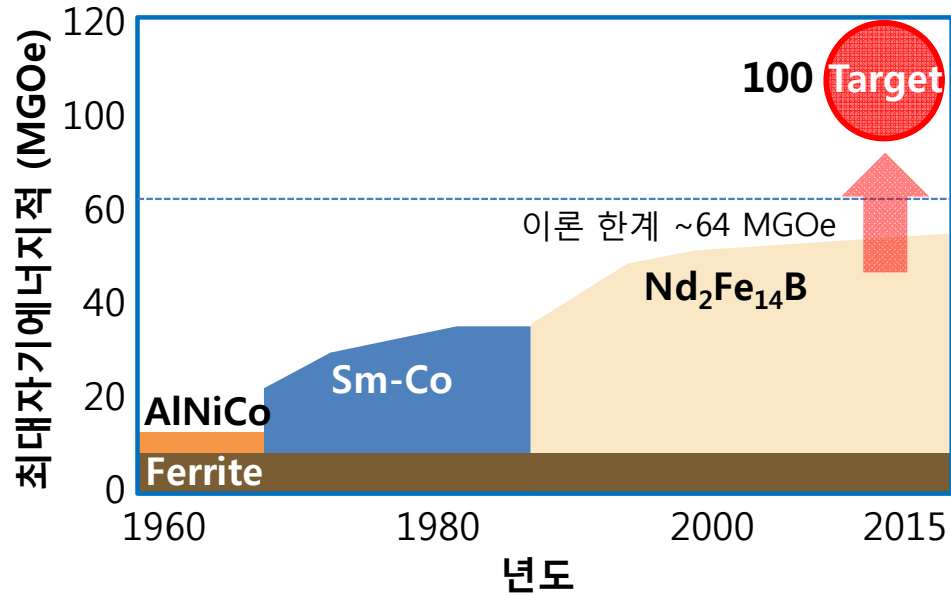 최대자기에너지적 (MGOe)
120
100
60
40
20
0
100 Target
이론 한계 ~64 MGOe
Nd₂Fe₁₄B
Sm-Co
AlNiCo
Ferrite
1960 1980 2000 2015
년도